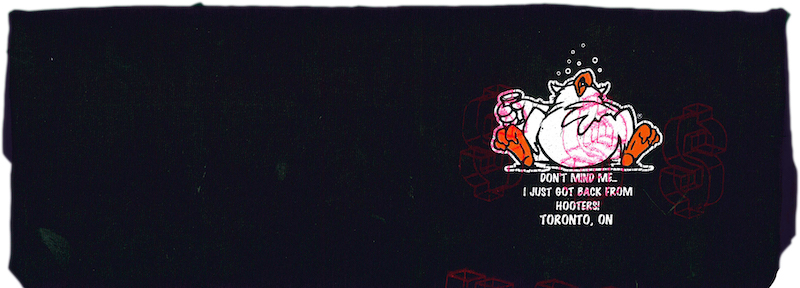 DON'T MIND ME...
I JUST GOT BACK FROM
HOOTERS!
TORONTO, ON